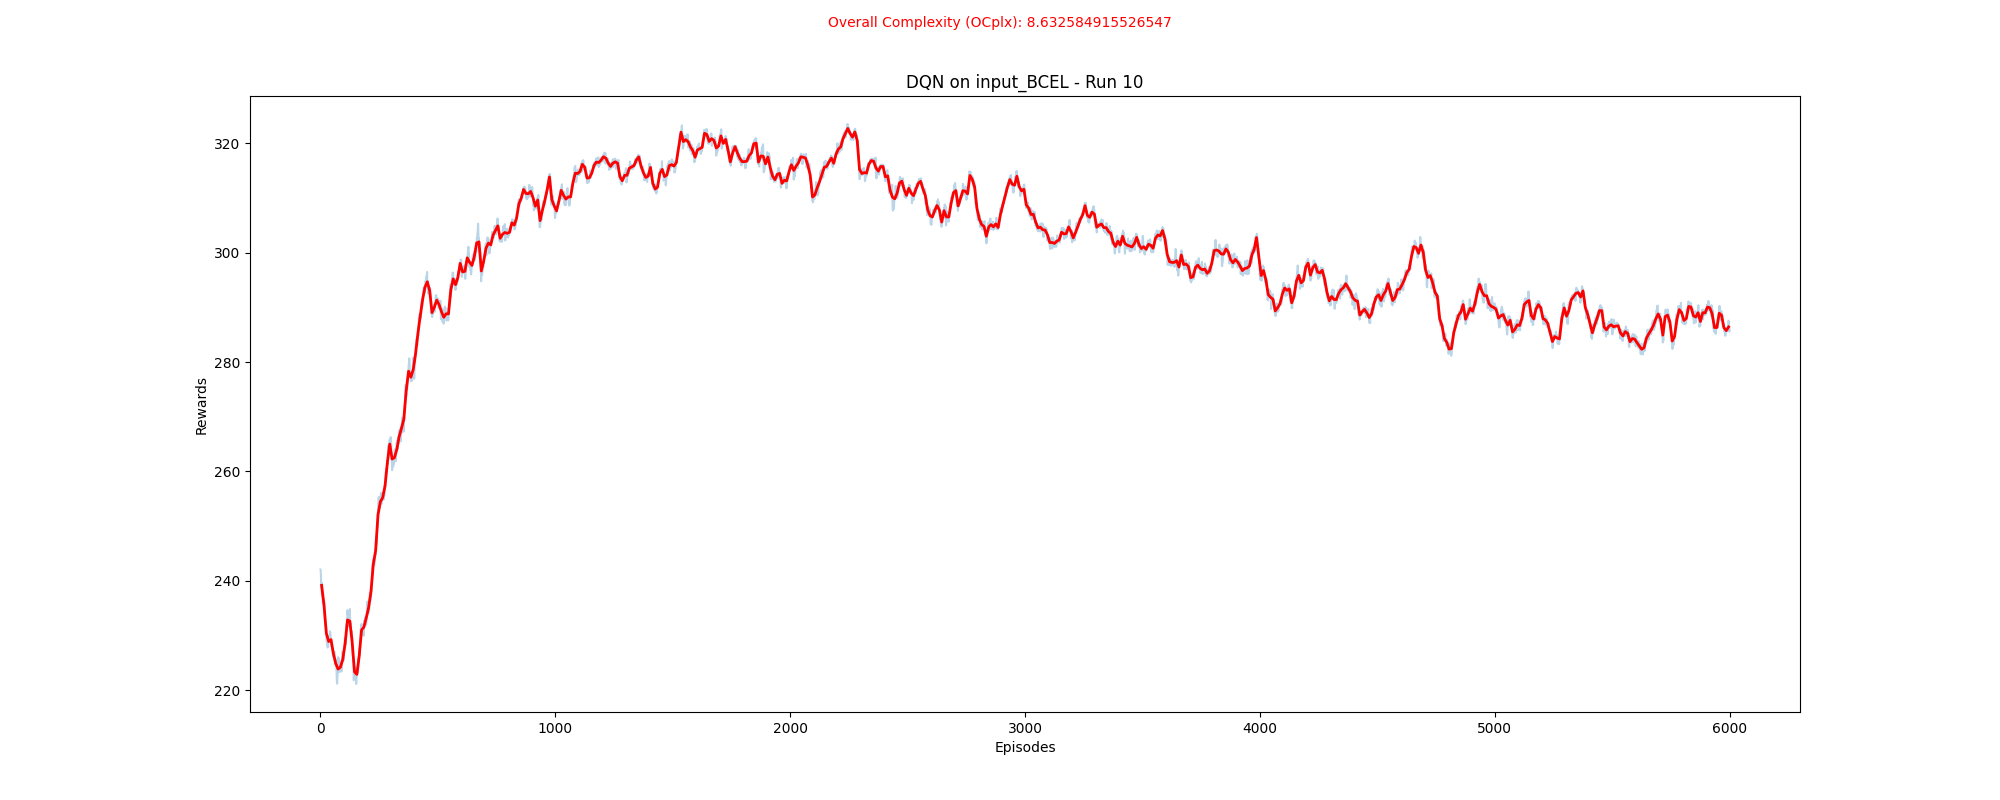 Overall Complexity (OCplx): 8.632584915526547
DQN on input_BCEL - Run 10
320
300
280
260
240
220
Rewards
0 1000 2000 3000 4000 5000 6000
Episodes